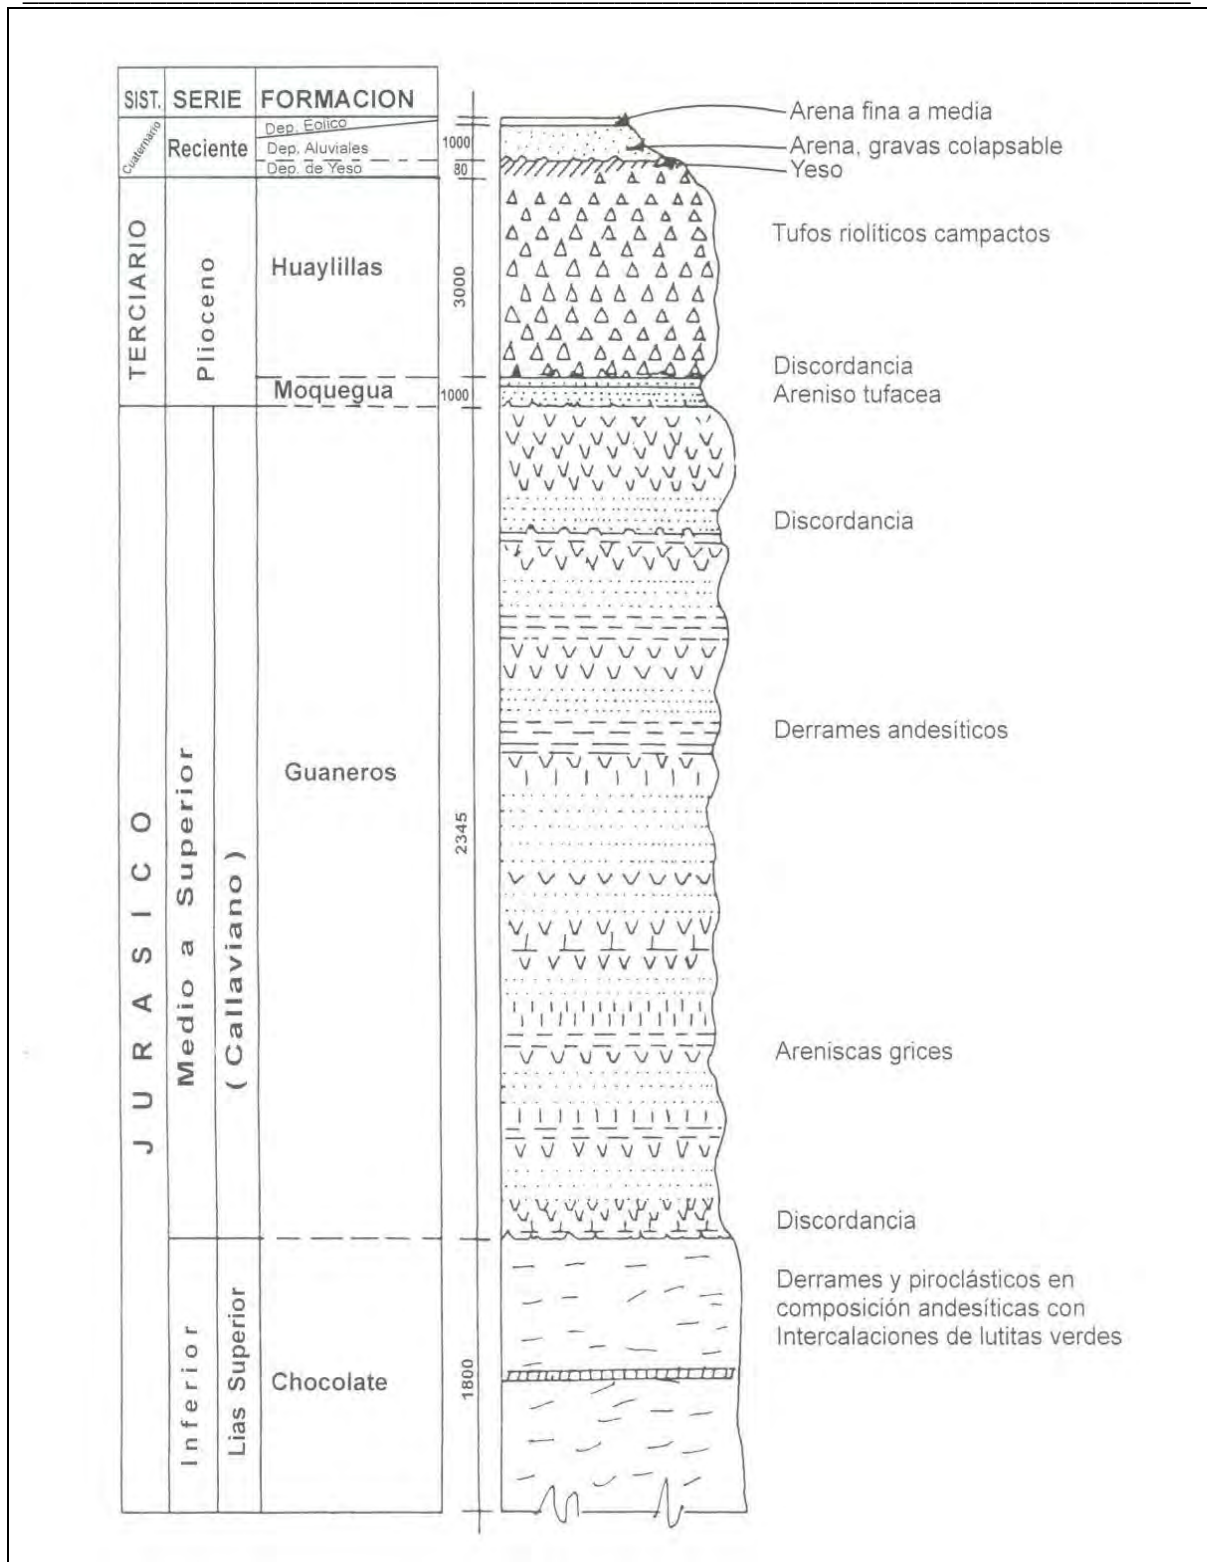 SIST. SERIE FORMACION
Cuaternario
Reciente
Dep. Eolico
Dep. Aluviales
Dep. de Yeso
1000
80
Arena fina a media
Arena, gravas colapsable
Yeso
TERCIARIO
Plioceno
Huaylillas
3000
Tufos riolíticos campactos
Discordancia
Moquegua
1000
Areniso tufacea
JURASICO
Medio a Superior
(Callaviano)
Guaneros
2345
Discordancia
Derrames andesíticos
Areniscas grices
Discordancia
Inferior
Lias Superior
Chocolate
1800
Derrames y piroclásticos en
composición andesíticas con
Intercalaciones de lutitas verdes